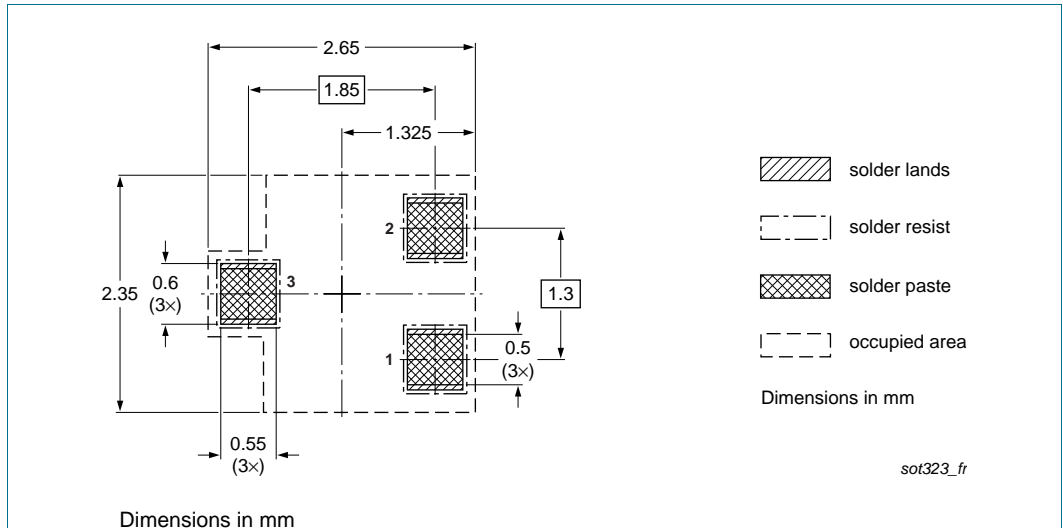 2.65
1.85
1.325
solder lands
2
solder resist
0.6
(3×)
3
2.35
1.3
solder paste
1
0.5
(3×)
occupied area
Dimensions in mm
0.55
(3×)
sot323_fr
Dimensions in mm